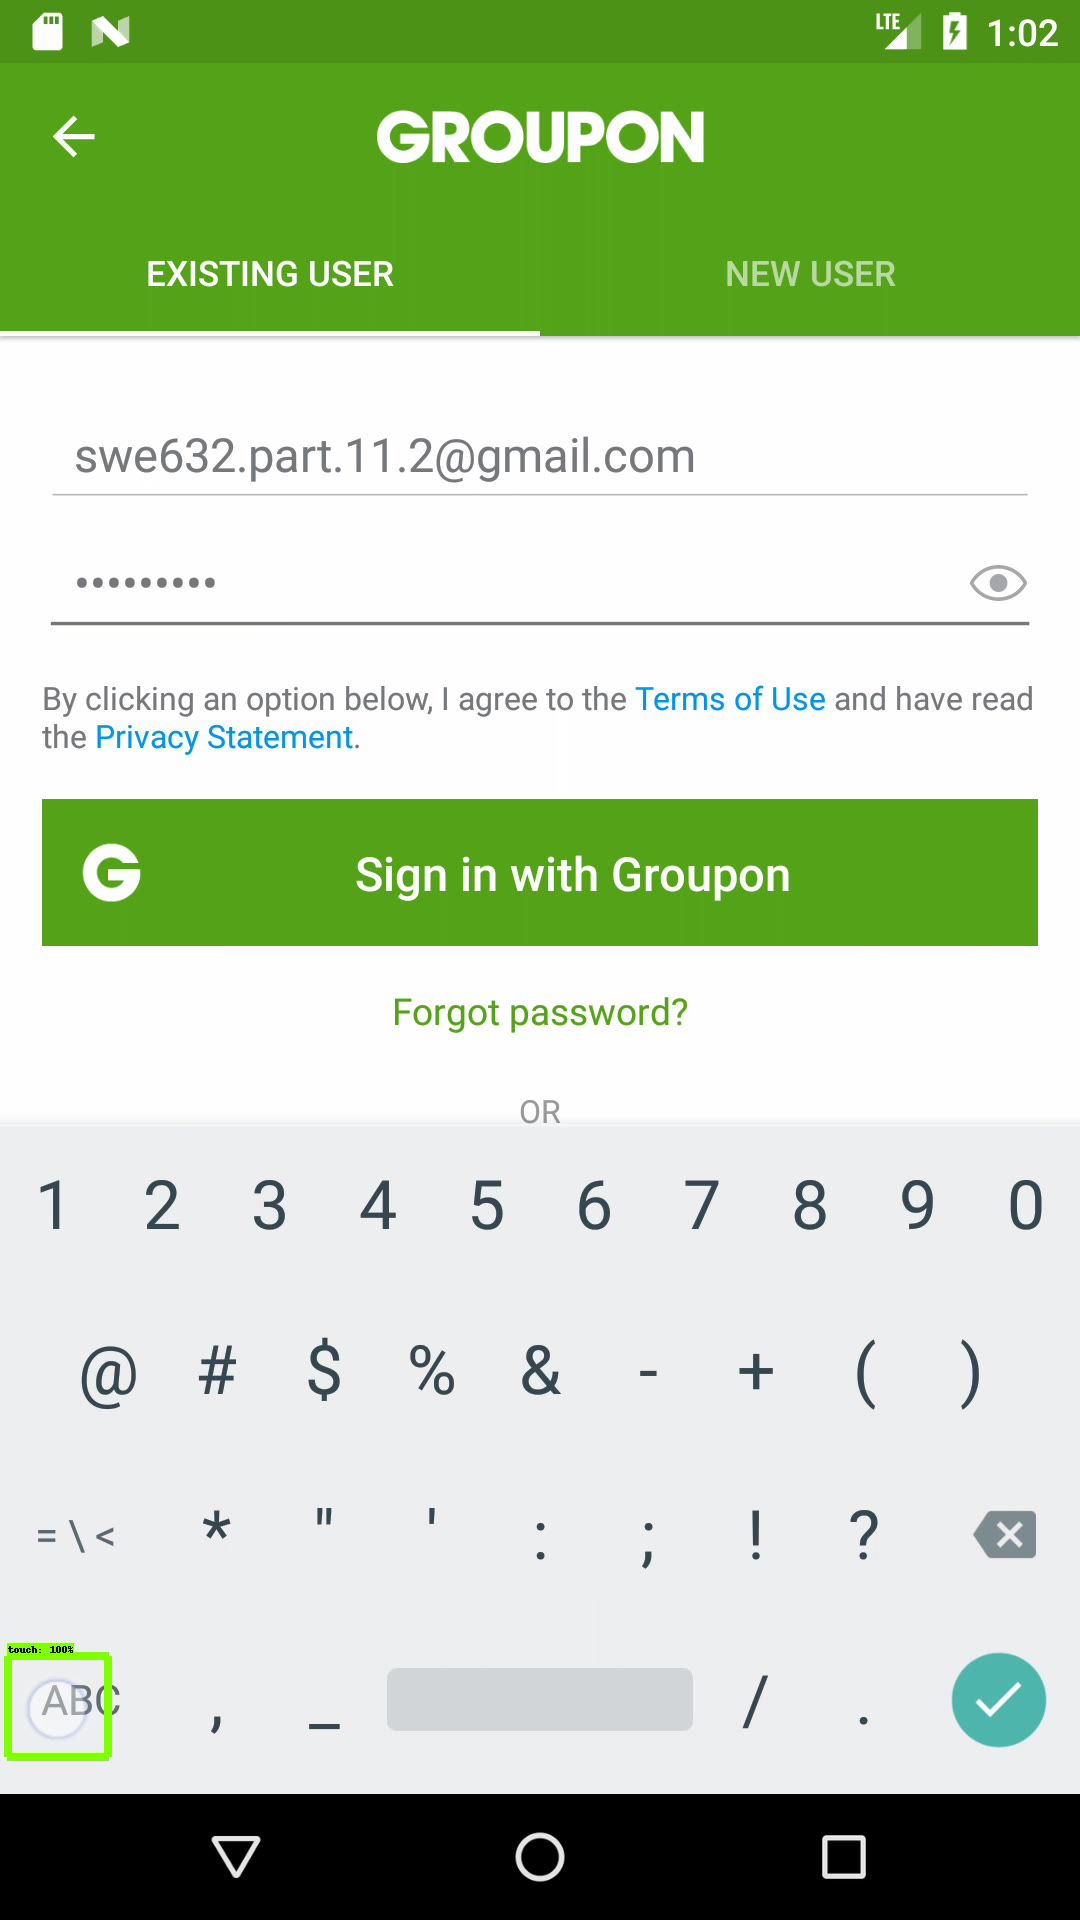 LTE 1:02
GROUPON
EXISTING USER NEW USER
swe632.part.11.2@gmail.com
•••••••••
By clicking an option below, I agree to the Terms of Use and have read
the Privacy Statement.
G Sign in with Groupon
Forgot password?
OR
1 2 3 4 5 6 7 8 9 0
@ # $ % & - + ( )
= \ < * " ' : ; ! ?
touch: 100%
ABC , _ / .